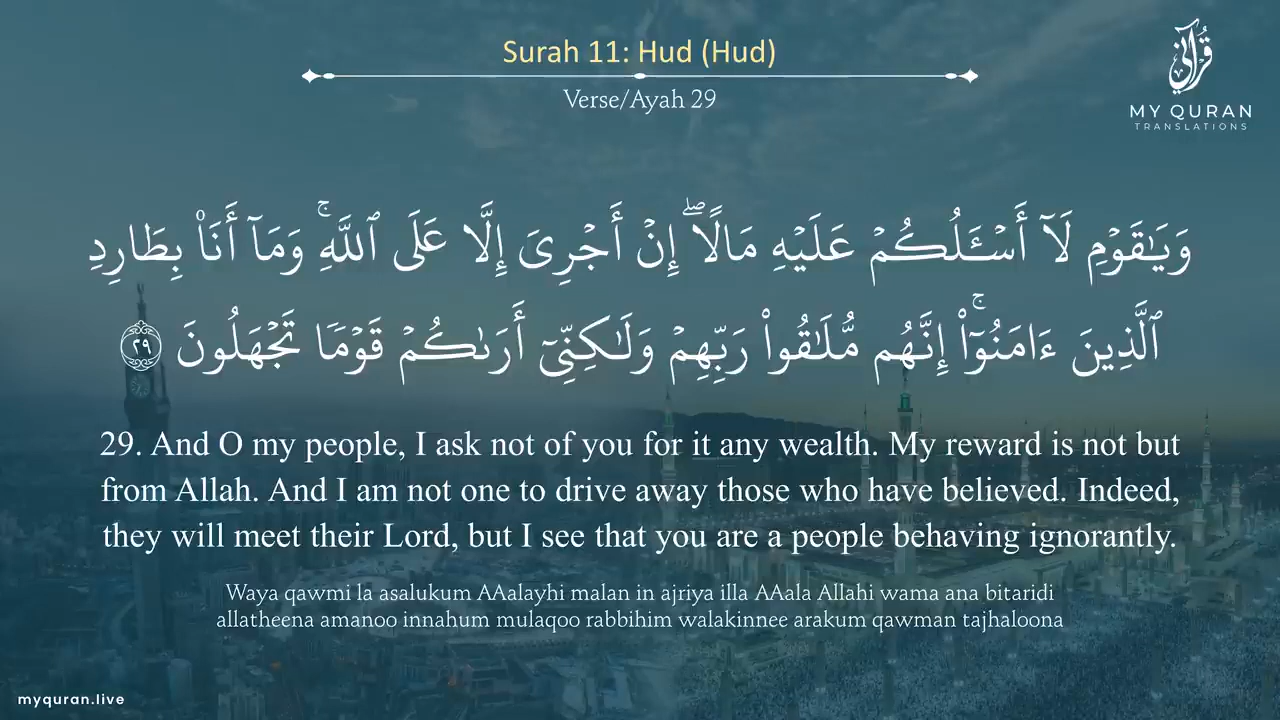 Surah 11: Hud (Hud)
Verse/Ayah 29
قرآني
MY QURAN
TRANSLATIONS
وَيَـٰقَوْمِ لَآ أَسْـَٔلُكُمْ عَلَيْهِ مَالًا ۖ إِنْ أَجْرِىَ إِلَّا عَلَى ٱللَّهِ ۚ وَمَآ أَنَا۠ بِطَارِدِ
ٱلَّذِينَ ءَامَنُوٓا۟ ۚ إِنَّهُم مُّلَـٰقُوا۟ رَبِّهِمْ وَلَـٰكِنِّىٓ أَرَىٰكُمْ قَوْمًا تَجْهَلُونَ ٢٩
29. And O my people, I ask not of you for it any wealth. My reward is not but
from Allah. And I am not one to drive away those who have believed. Indeed,
they will meet their Lord, but I see that you are a people behaving ignorantly.
Waya qawmi la asalukum AAalayhi malan in ajriya illa AAala Allahi wama ana bitaridi
allatheena amanoo innahum mulaqoo rabbihim walakinnee arakum qawman tajhaloona
myquran.live